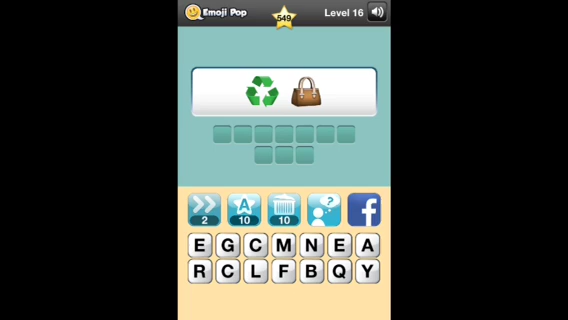 Emoji Pop
549
Level 16
2
A
10
10
?
f
E G C M N E A
R C L F B Q Y